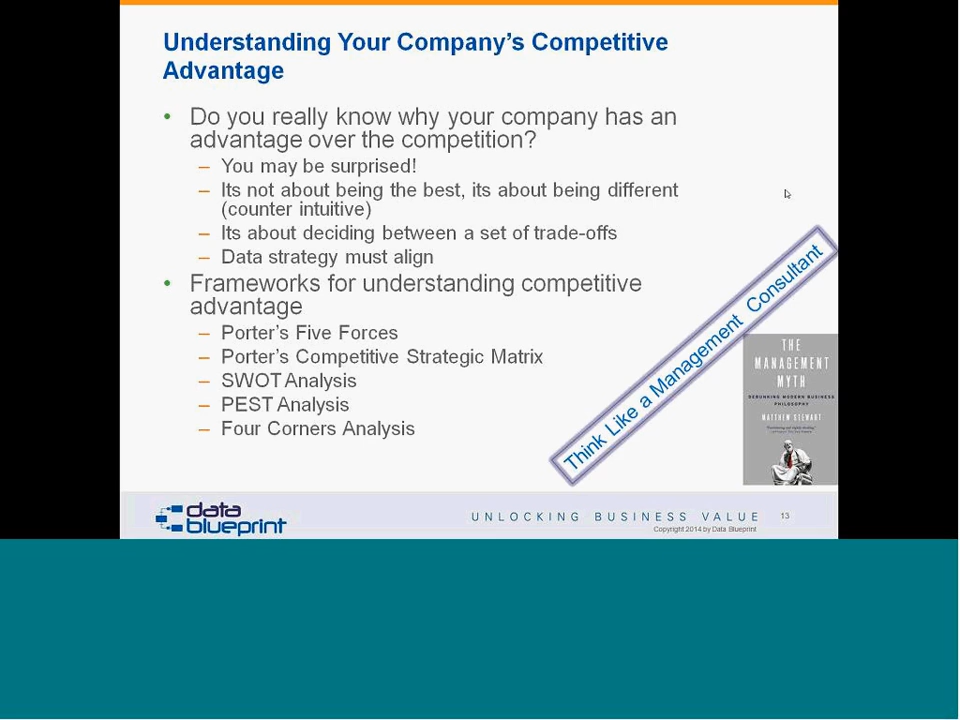 Understanding Your Company's Competitive
Advantage
• Do you really know why your company has an
advantage over the competition?
– You may be surprised!
– Its not about being the best, its about being different
(counter intuitive)
– Its about deciding between a set of trade-offs
– Data strategy must align
• Frameworks for understanding competitive
advantage
– Porter's Five Forces
– Porter's Competitive Strategic Matrix
– SWOT Analysis
– PEST Analysis
– Four Corners Analysis
Think Like a Management Consultant
THE
MANAGEMENT
MYTH
DEBUNKING MODERN BUSINESS
PHILOSOPHY
MATTHEW STEWART
data
blueprint
UNLOCKING BUSINESS VALUE
13
Copyright 2014 by Data Blueprint